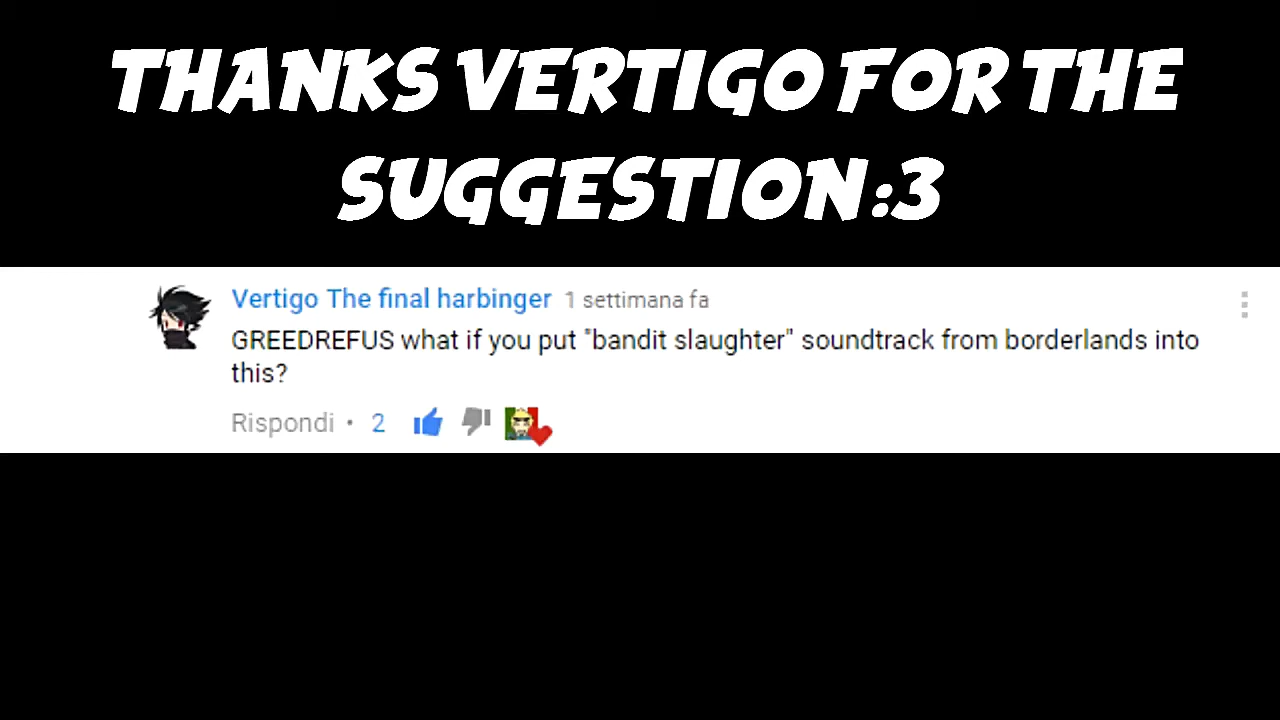 THANKS VERTIGO FOR THE
SUGGESTION :3
Vertigo The final harbinger 1 settimana fa
GREEDREFUS what if you put "bandit slaughter" soundtrack from borderlands into
this?
Rispondi • 2